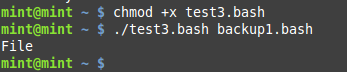 mint@mint ~ $ chmod +x test3.bash
mint@mint ~ $ ./test3.bash backup1.bash
File
mint@mint ~ $